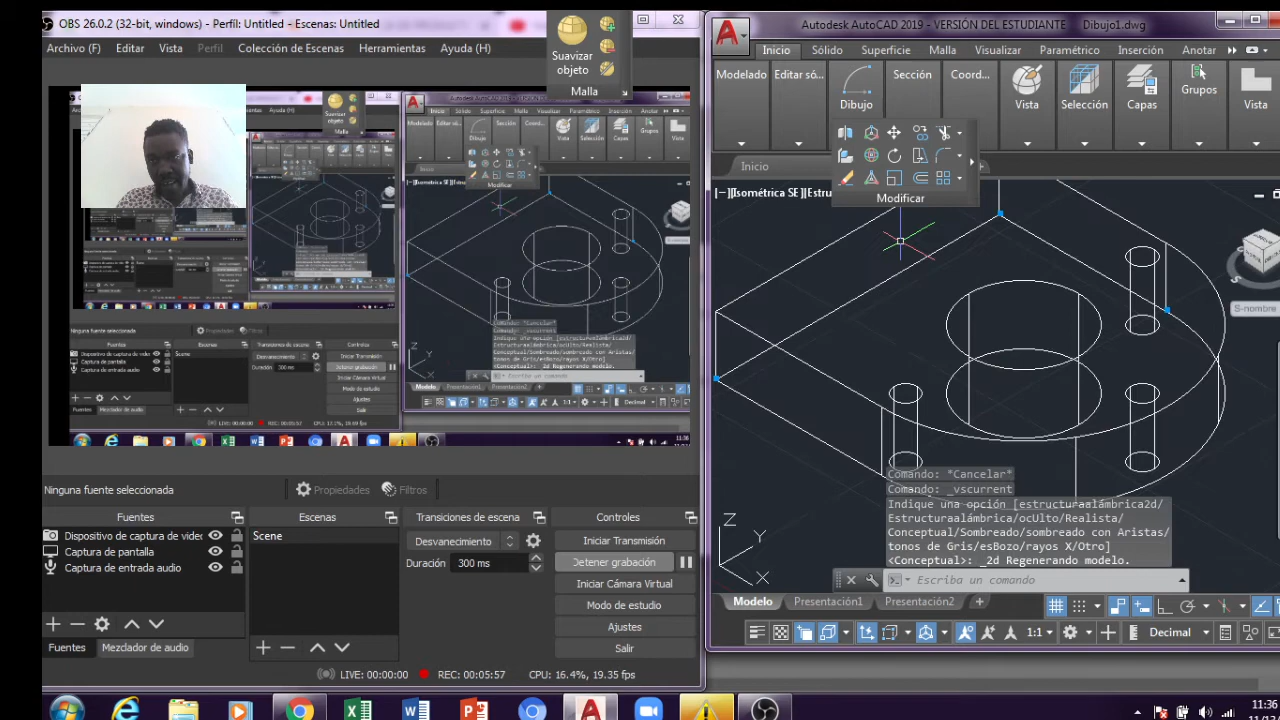 OBS 26.0.2 (32-bit, windows) - Perfil: Untitled - Escenas: Untitled
Archivo (F) Editar Vista Perfil Colección de Escenas Herramientas Ayuda (H)
Suavizar
objeto
Malla
Ninguna fuente seleccionada
Propiedades
Filtros
Fuentes
Dispositivo de captura de videc
Captura de pantalla
Captura de entrada audio
Fuentes Mezclador de audio
Escenas
Scene
Transiciones de escena
Desvanecimiento
Duración 300 ms
Controles
Iniciar Transmisión
Detener grabación
Iniciar Cámara Virtual
Modo de estudio
Ajustes
Salir
LIVE: 00:00:00 REC: 00:05:57 CPU: 16.4%, 19.35 fps
Autodesk AutoCAD 2019 - VERSIÓN DEL ESTUDIANTE Dibujo1.dwg
Inicio Sólido Superficie Malla Visualizar Paramétrico Inserción Anotar
Modelado Editar só... Dibujo Sección Coord... Vista Selección Capas Grupos Vista
Modificar
Inicio
[−][Isométrica SE][Estru
S
S-nombre
Comando: *Cancelar*
Comando: _vscurrent
Indique una opción [estructuraalámbrica2d/
Estructuraalámbrica/ocUlto/Realista/
Conceptual/Sombreado/sombreado con Aristas/
tonos de Gris/esBozo/rayos X/Otro]
<Conceptual>: _2d Regenerando modelo.
Escriba un comando
Z
Y
X
Modelo Presentación1 Presentación2 +
1:1 Decimal
11:36